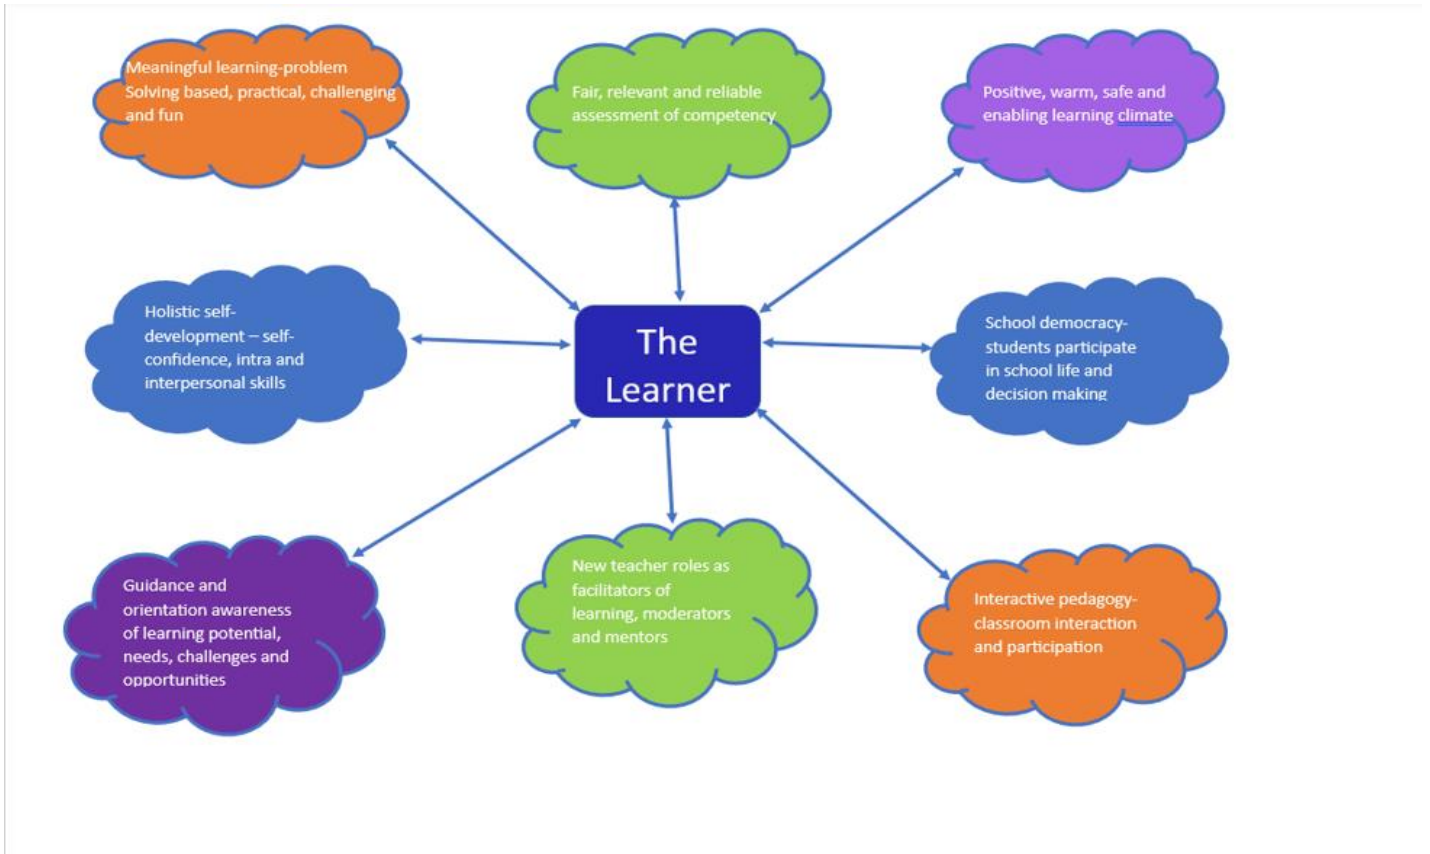 Meaningful learning-problem
Solving based, practical, challenging
and fun
Fair, relevant and reliable
assessment of competency
Positive, warm, safe and
enabling learning climate
Holistic self-
development – self-
confidence, intra and
interpersonal skills
The
Learner
School democracy-
students participate
in school life and
decision making
Guidance and
orientation awareness
of learning potential,
needs, challenges and
opportunities
New teacher roles as
facilitators of
learning, moderators
and mentors
Interactive pedagogy-
classroom interaction
and participation